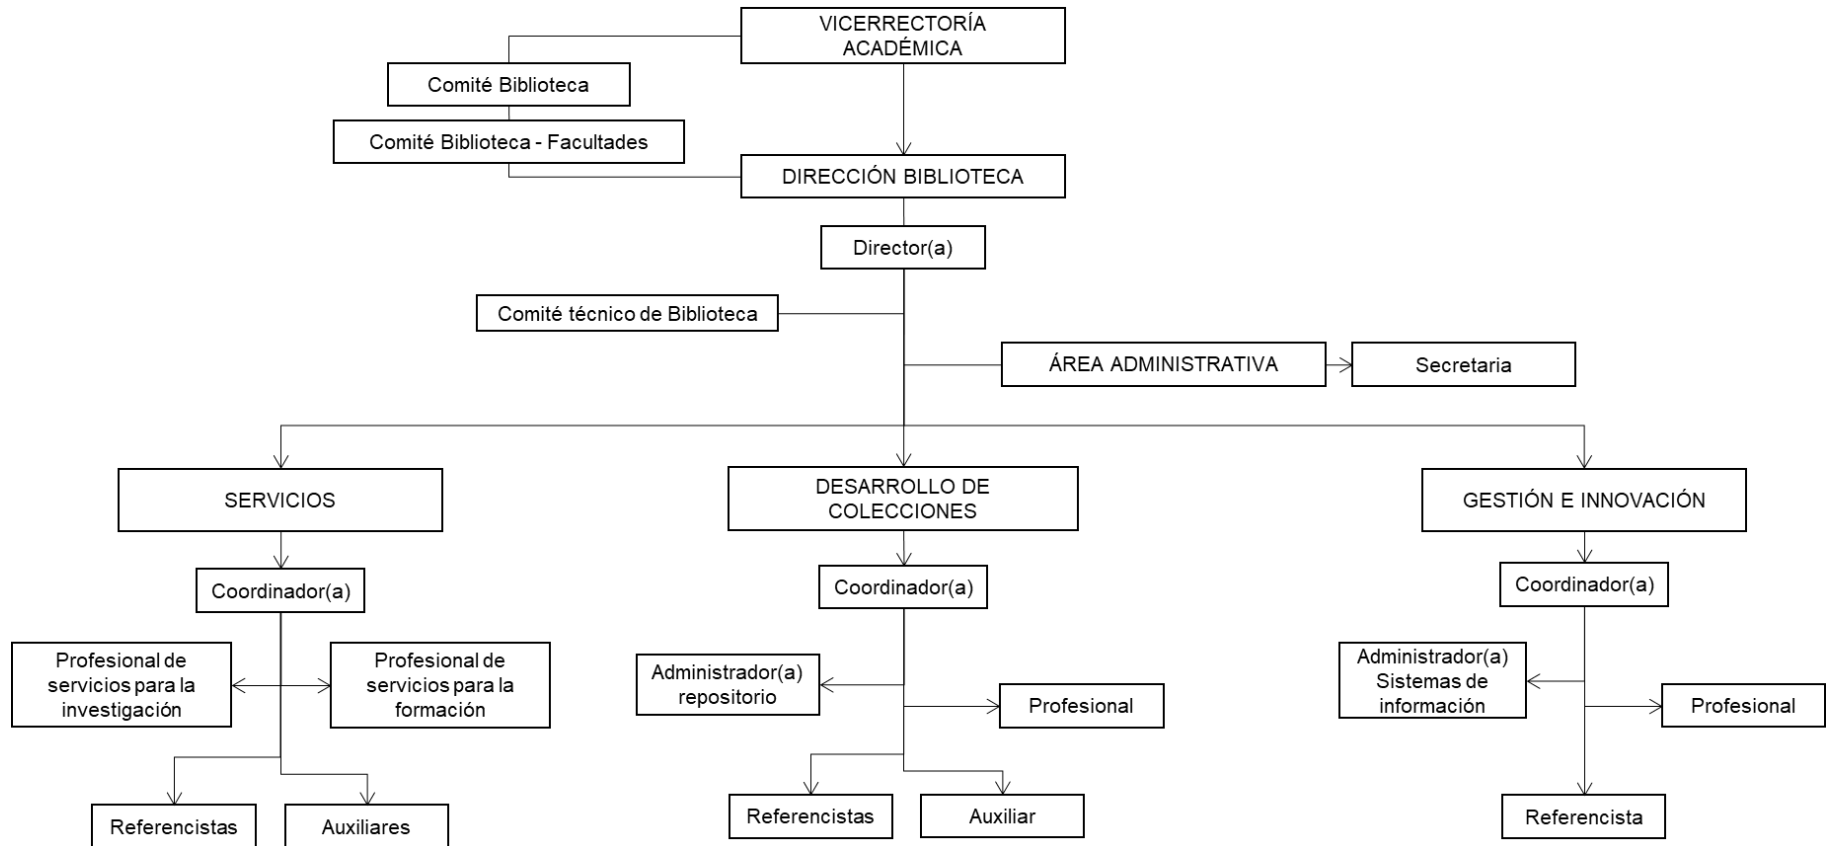 VICERRECTORÍA
ACADÉMICA
Comité Biblioteca
Comité Biblioteca - Facultades
DIRECCIÓN BIBLIOTECA
Director(a)
Comité técnico de Biblioteca
ÁREA ADMINISTRATIVA
Secretaria
SERVICIOS
DESARROLLO DE
COLECCIONES
GESTIÓN E INNOVACIÓN
Coordinador(a)
Coordinador(a)
Coordinador(a)
Profesional de
servicios para la
investigación
Profesional de
servicios para la
formación
Administrador(a)
repositorio
Profesional
Administrador(a)
Sistemas de
información
Profesional
Referencistas
Auxiliares
Referencistas
Auxiliar
Referencista